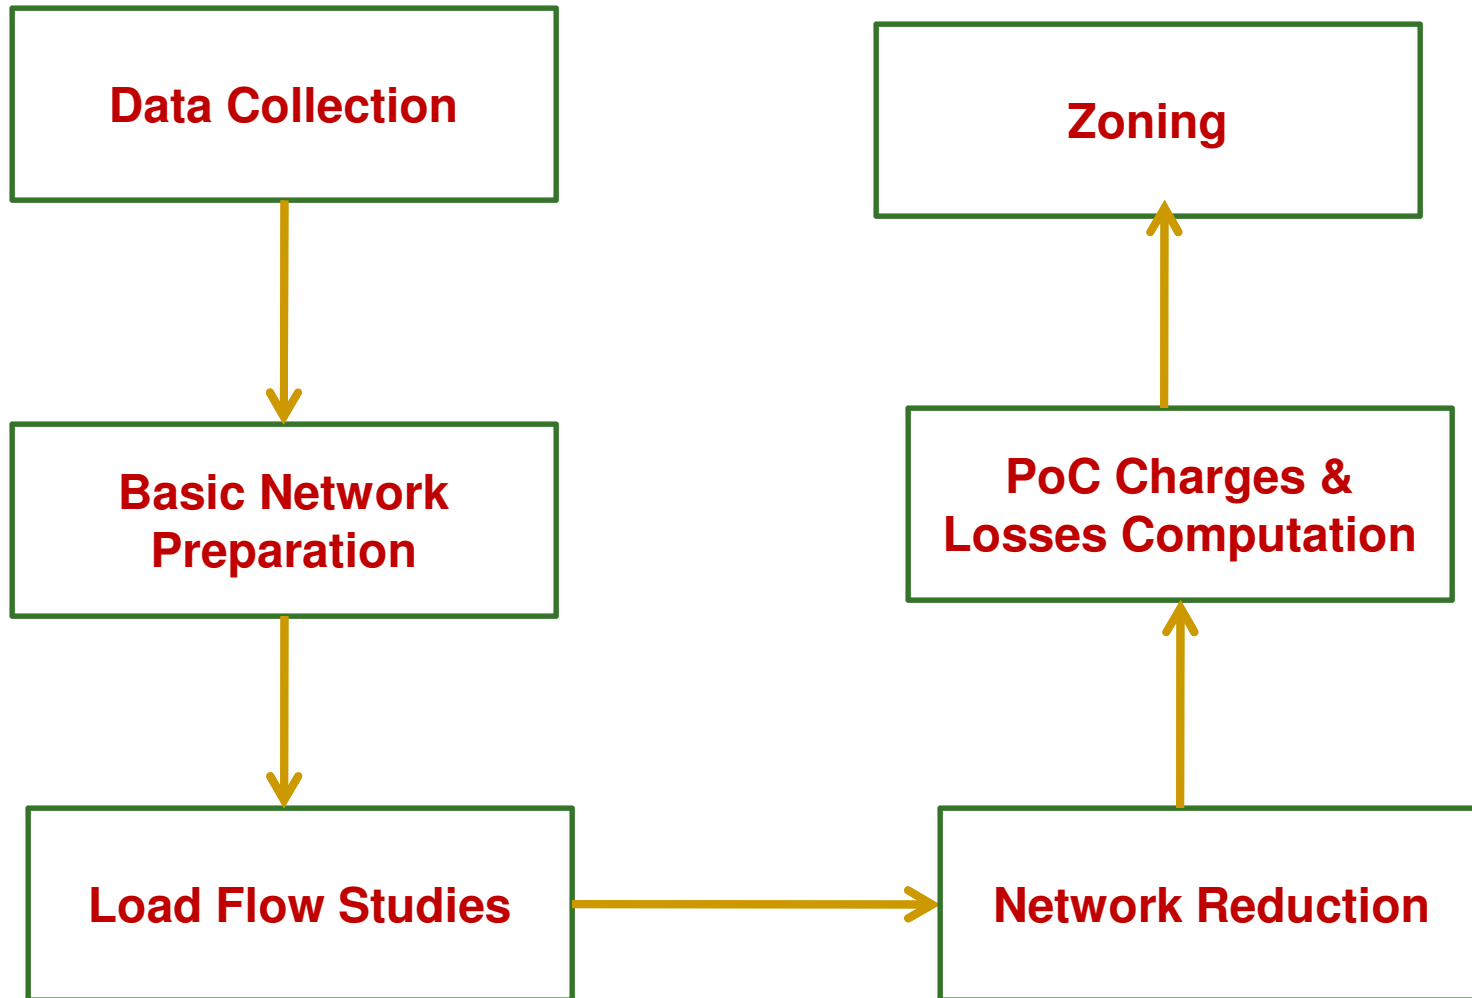 Data Collection
Basic Network
Preparation
Load Flow Studies
Network Reduction
PoC Charges &
Losses Computation
Zoning